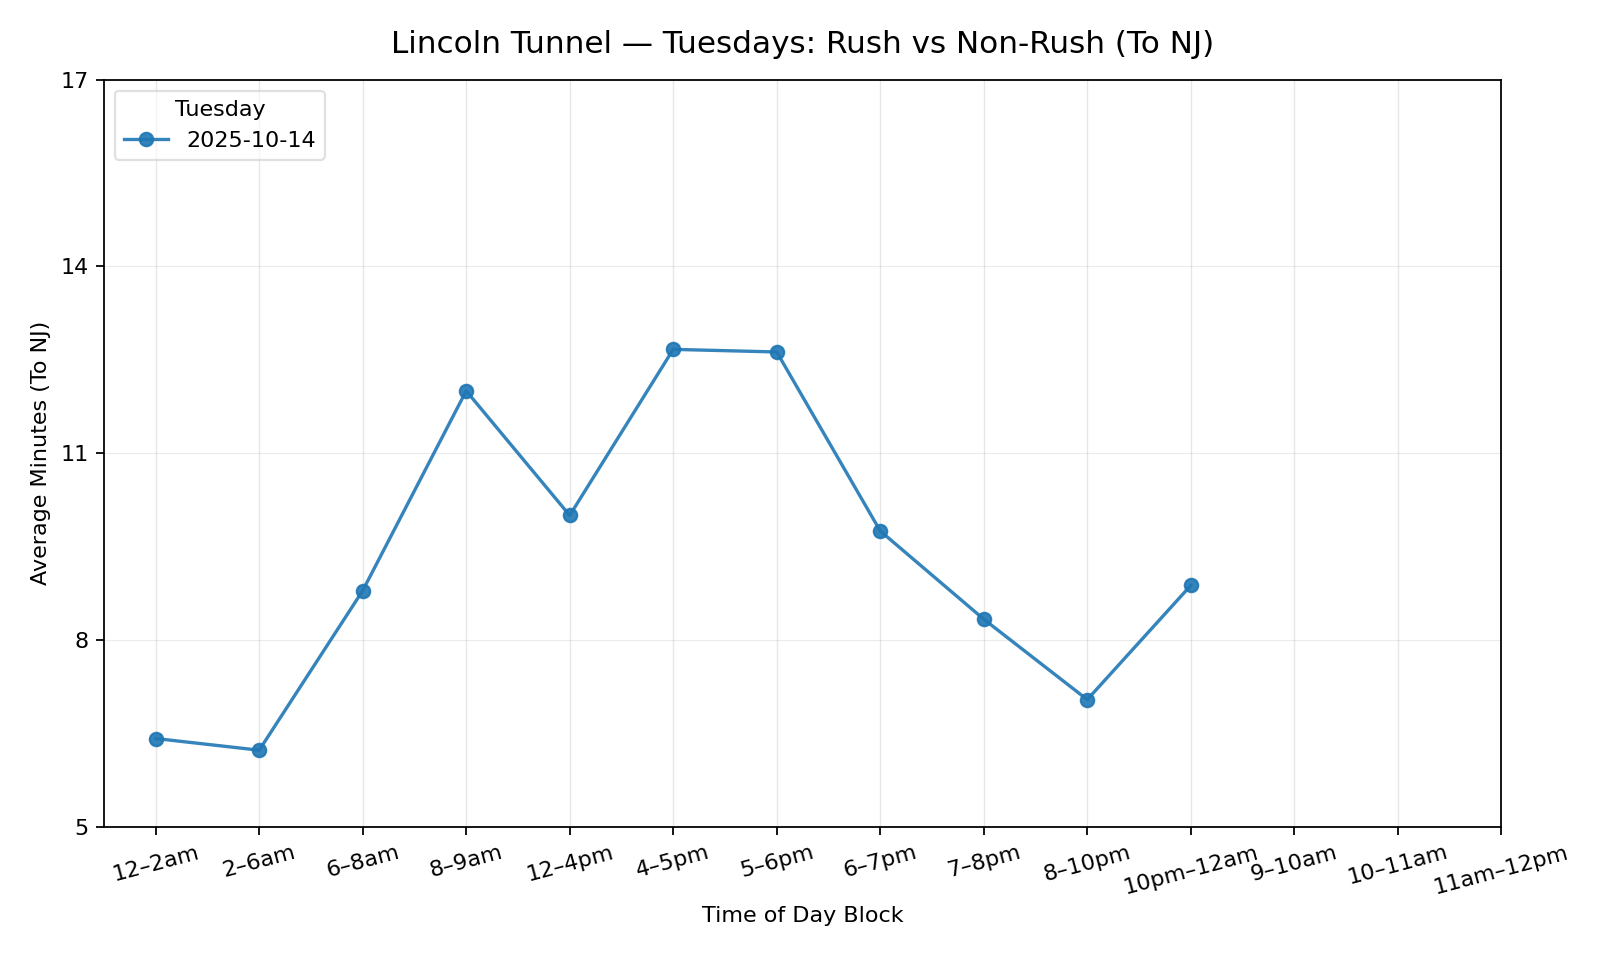 Lincoln Tunnel — Tuesdays: Rush vs Non-Rush (To NJ)
Tuesday
2025-10-14
17
14
11
8
5
Average Minutes (To NJ)
12–2am 2–6am 6–8am 8–9am 12–4pm 4–5pm 5–6pm 6–7pm 7–8pm 8–10pm 10pm–12am 9–10am 10–11am 11am–12pm
Time of Day Block